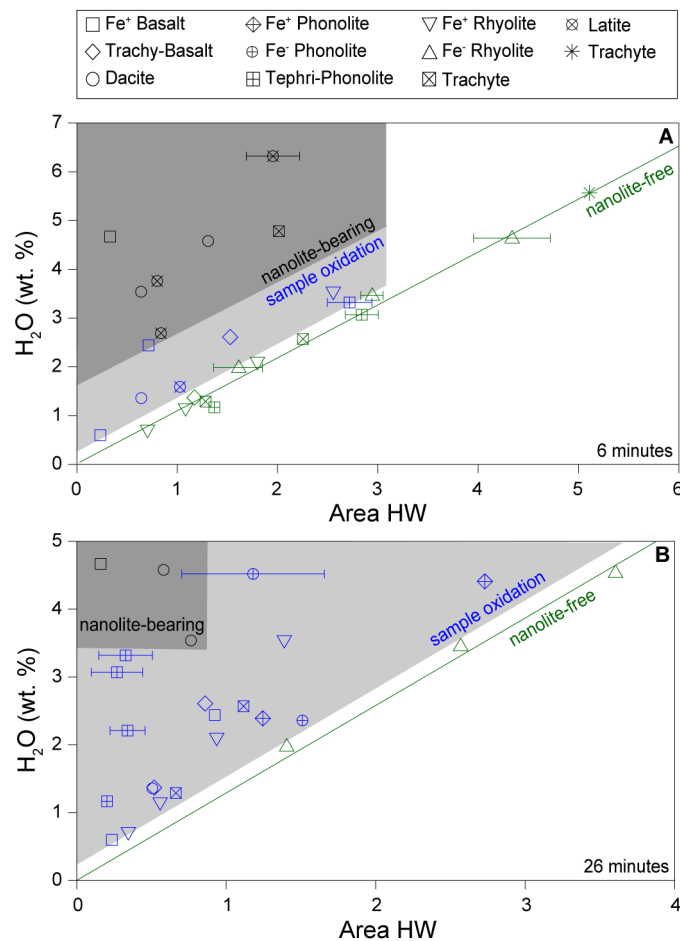 Fe⁺ Basalt Fe⁺ Phonolite Fe⁺ Rhyolite Latite
Trachy-Basalt Fe⁻ Phonolite Fe⁻ Rhyolite Trachyte
Dacite Tephri-Phonolite Trachyte
7
A
6
5
4
3
2
1
0
H₂O (wt. %)
nanolite-free
nanolite-bearing
sample oxidation
6 minutes
0 1 2 3 4 5 6
Area HW
5
B
4
3
2
1
0
H₂O (wt. %)
sample oxidation
nanolite-free
nanolite-bearing
26 minutes
0 1 2 3 4
Area HW